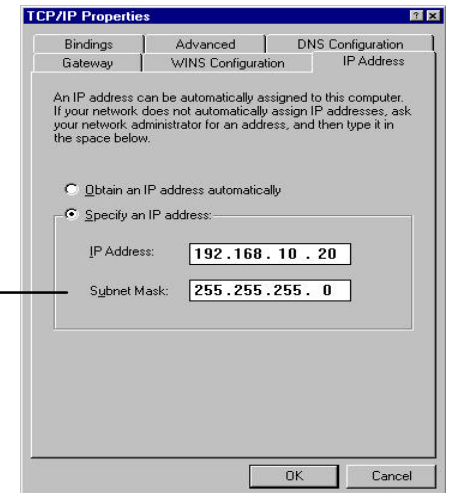 TCP/IP Properties
Bindings Advanced DNS Configuration
Gateway WINS Configuration IP Address
An IP address can be automatically assigned to this computer.
If your network does not automatically assign IP addresses, ask
your network administrator for an address, and then type it in
the space below.
Obtain an IP address automatically
Specify an IP address:
IP Address: 192.168.10.20
Subnet Mask: 255.255.255.0
OK Cancel